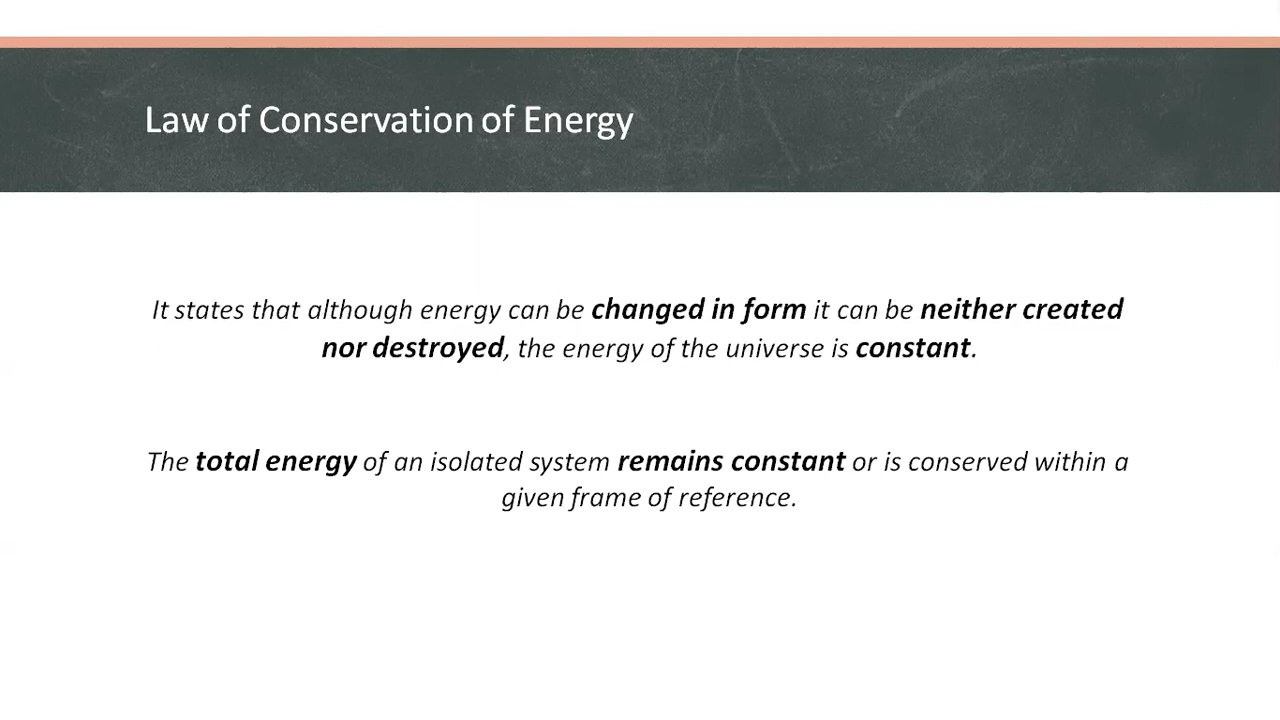 Law of Conservation of Energy
It states that although energy can be changed in form it can be neither created
nor destroyed, the energy of the universe is constant.
The total energy of an isolated system remains constant or is conserved within a
given frame of reference.